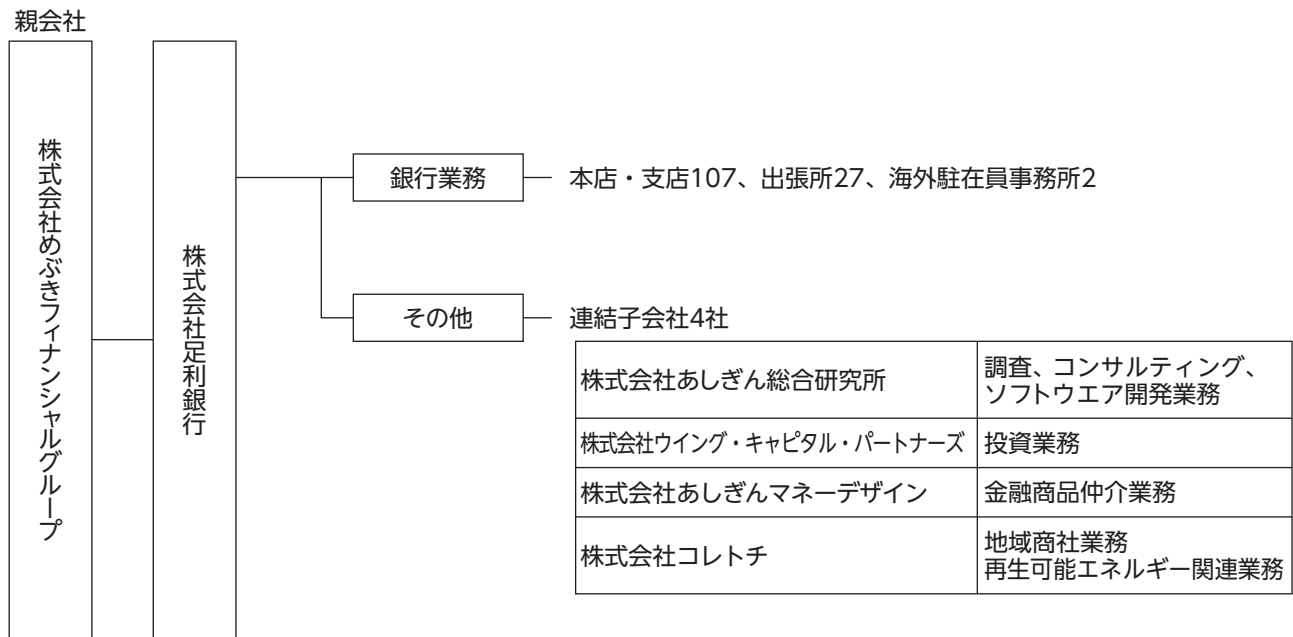 親会社
株式会社めぶきフィナンシャルグループ
株式会社足利銀行
銀行業務
本店・支店107、出張所27、海外駐在員事務所2
その他
連結子会社4社
株式会社あしぎん総合研究所
調査、コンサルティング、
ソフトウエア開発業務
株式会社ウイング・キャピタル・パートナーズ
投資業務
株式会社あしぎんマネーデザイン
金融商品仲介業務
株式会社コレトチ
地域商社業務
再生可能エネルギー関連業務